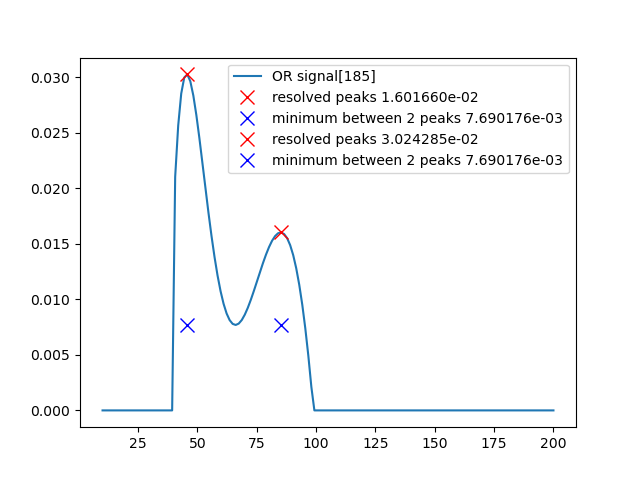 OR signal[185]
resolved peaks 1.601660e-02
minimum between 2 peaks 7.690176e-03
resolved peaks 3.024285e-02
minimum between 2 peaks 7.690176e-03
0.030
0.025
0.020
0.015
0.010
0.005
0.000
25 50 75 100 125 150 175 200